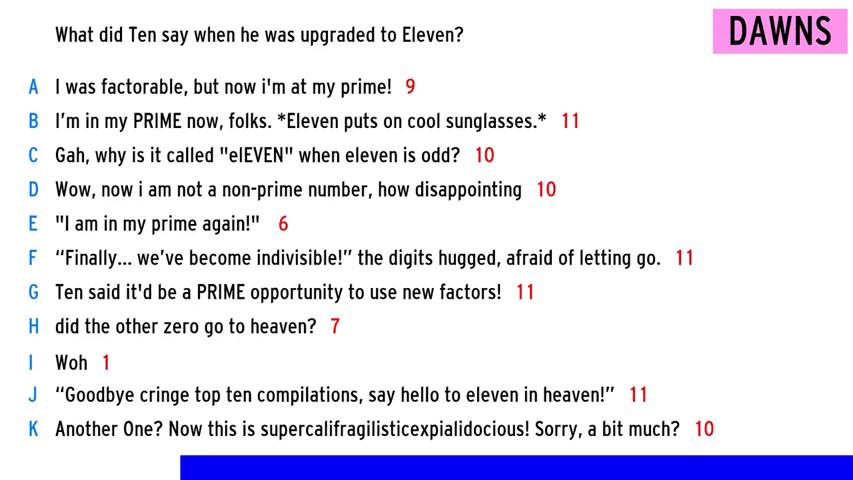 What did Ten say when he was upgraded to Eleven?
DAWNS
A I was factorable, but now i'm at my prime! 9
B I'm in my PRIME now, folks. *Eleven puts on cool sunglasses.* 11
C Gah, why is it called "elEVEN" when eleven is odd? 10
D Wow, now i am not a non-prime number, how disappointing 10
E "I am in my prime again!" 6
F “Finally... we've become indivisible!” the digits hugged, afraid of letting go. 11
G Ten said it'd be a PRIME opportunity to use new factors! 11
H did the other zero go to heaven? 7
I Woh 1
J “Goodbye cringe top ten compilations, say hello to eleven in heaven!” 11
K Another One? Now this is supercalifragilisticexpialidocious! Sorry, a bit much? 10